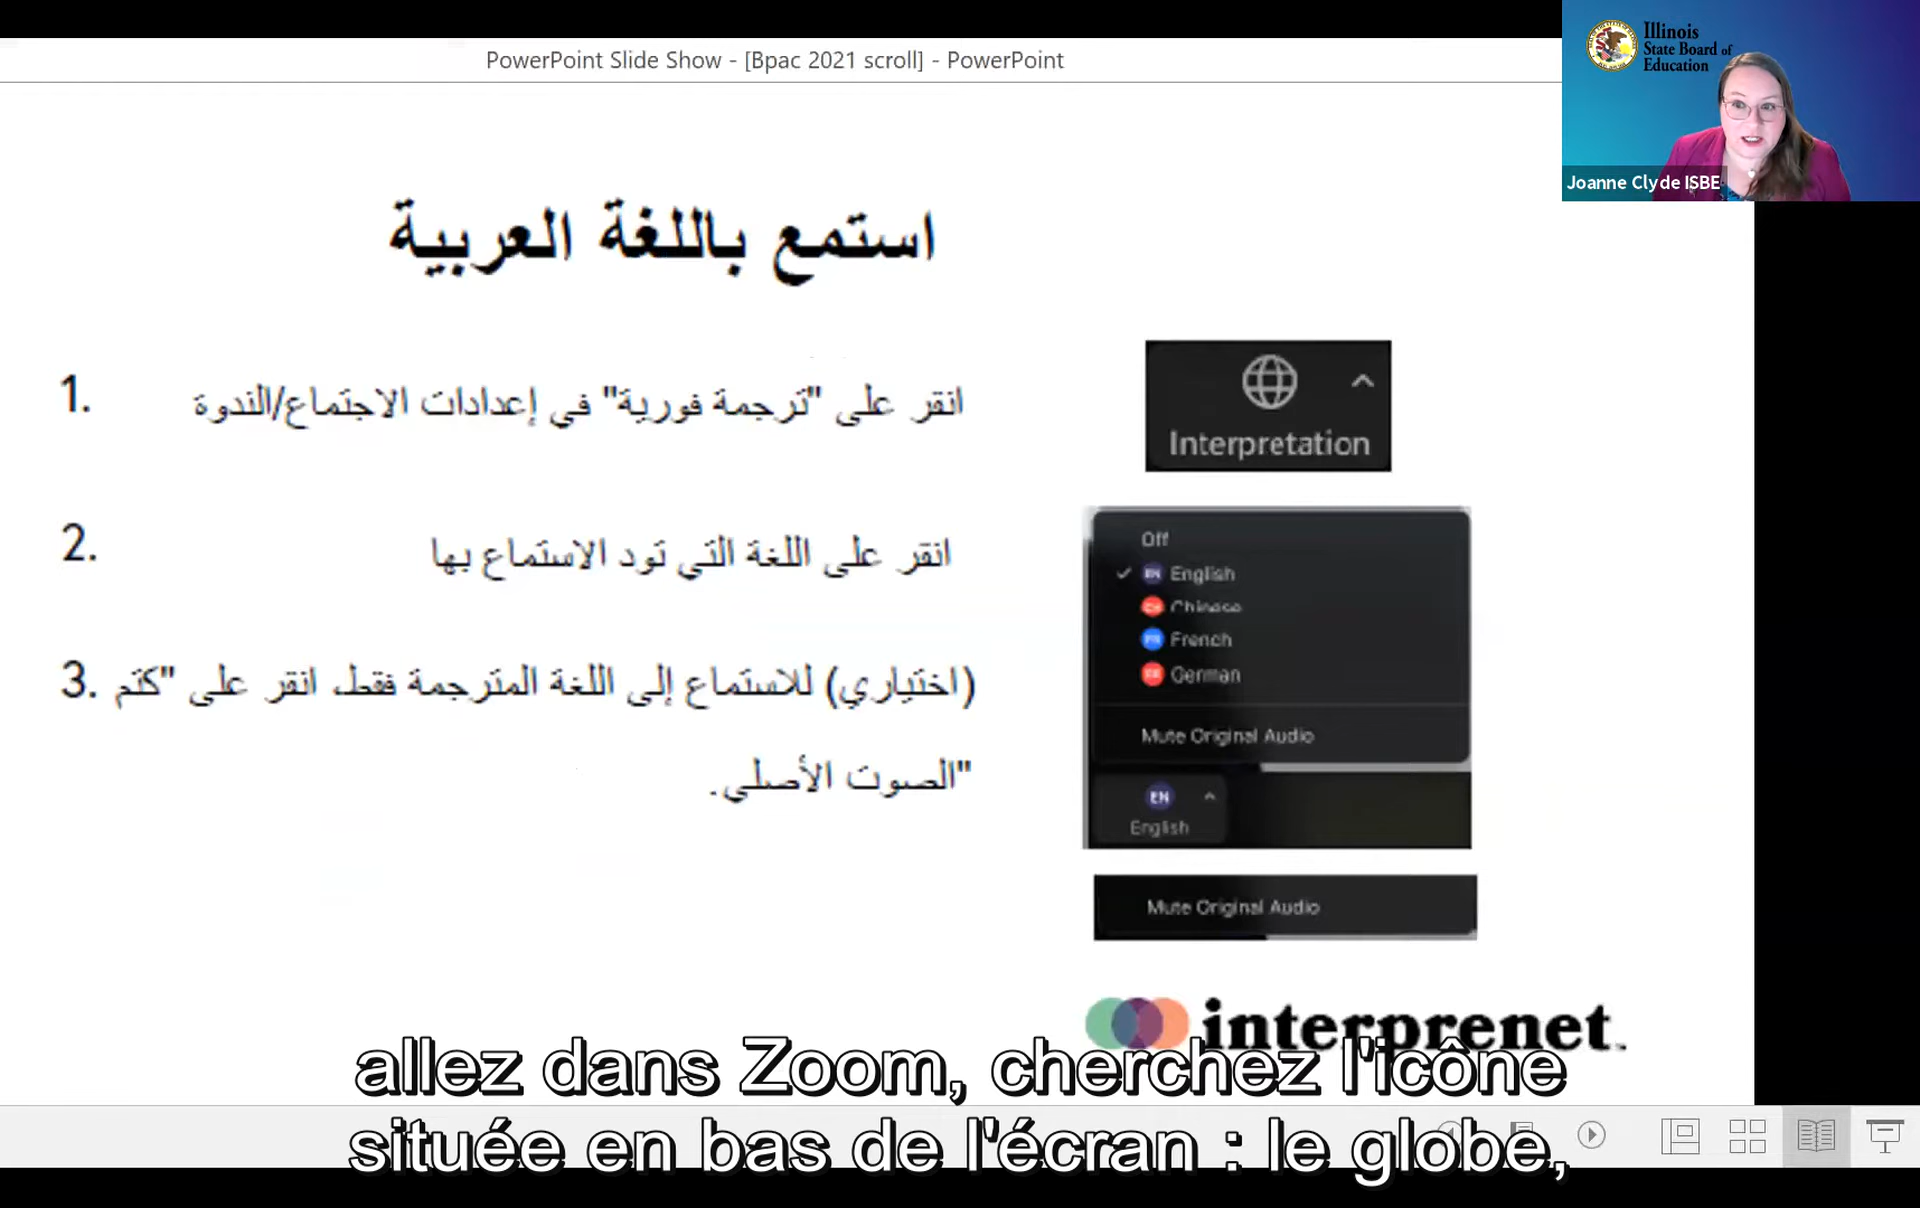 PowerPoint Slide Show - [Bpac 2021 scroll] - PowerPoint
Illinois
State Board of
Education
Joanne Clyde ISBE
استمع باللغة العربية
1. انقر على "ترجمة فورية" في إعدادات الاجتماع/الندوة
2. انقر على اللغة التي تود الاستماع بها
3. (اختياري) للاستماع إلى اللغة المترجمة فقط، انقر على "كتم
"الصوت الأصلي.
Interpretation
Off
EN English
Chinese
French
German
Mute Original Audio
EN
English
Mute Original Audio
interprenet
allez dans Zoom, cherchez l'icône
située en bas de l'écran : le globe,